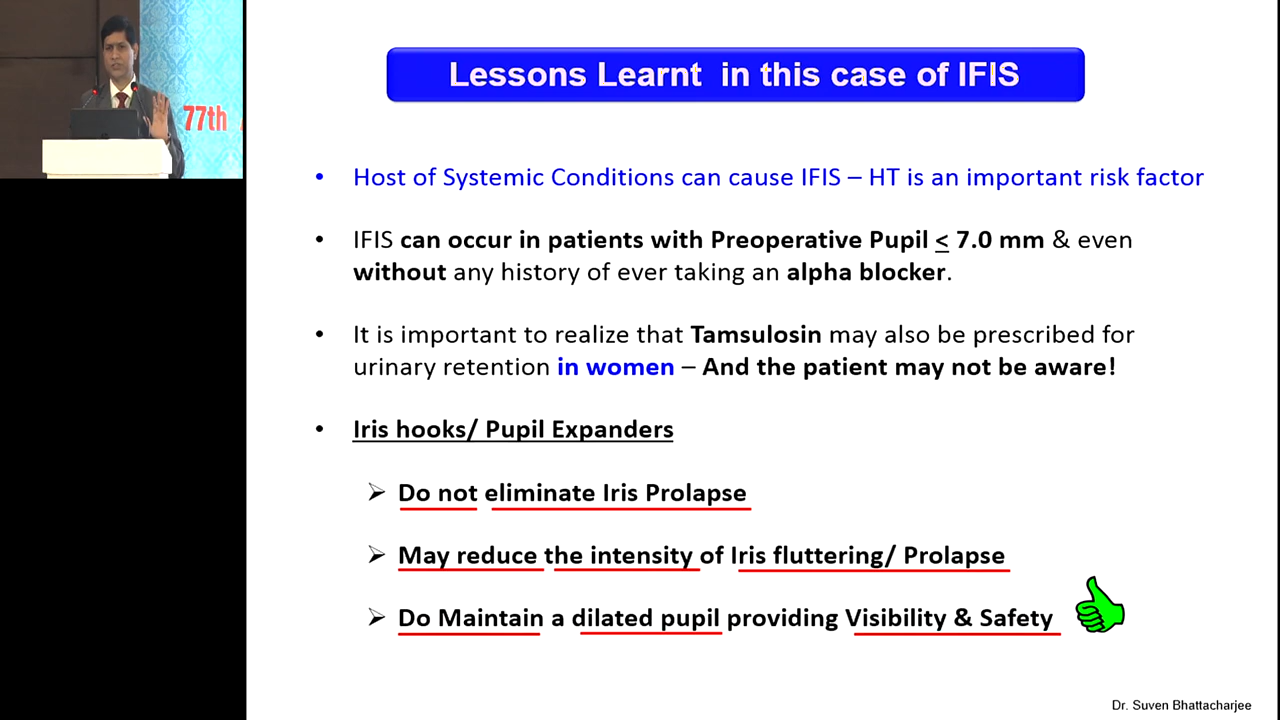 77th
Lessons Learnt in this case of IFIS
• Host of Systemic Conditions can cause IFIS – HT is an important risk factor
• IFIS can occur in patients with Preoperative Pupil < 7.0 mm & even
without any history of ever taking an alpha blocker.
• It is important to realize that Tamsulosin may also be prescribed for
urinary retention in women – And the patient may not be aware!
• Iris hooks/ Pupil Expanders
➢ Do not eliminate Iris Prolapse
➢ May reduce the intensity of Iris fluttering/ Prolapse
➢ Do Maintain a dilated pupil providing Visibility & Safety
Dr. Suven Bhattacharjee